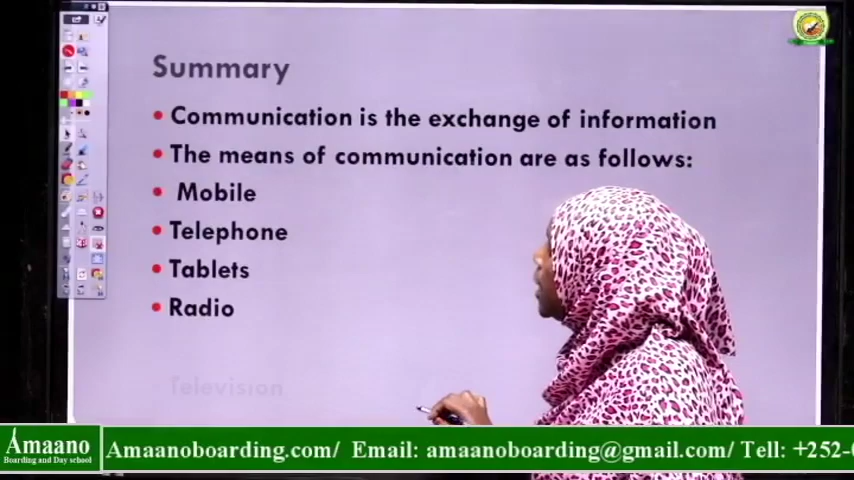 Summary
Communication is the exchange of information
The means of communication are as follows:
Mobile
Telephone
Tablets
Radio
Television
Amaano
Boarding and Day school
Amaanoboarding.com/ Email: amaanoboarding@gmail.com/ Tell: +252-